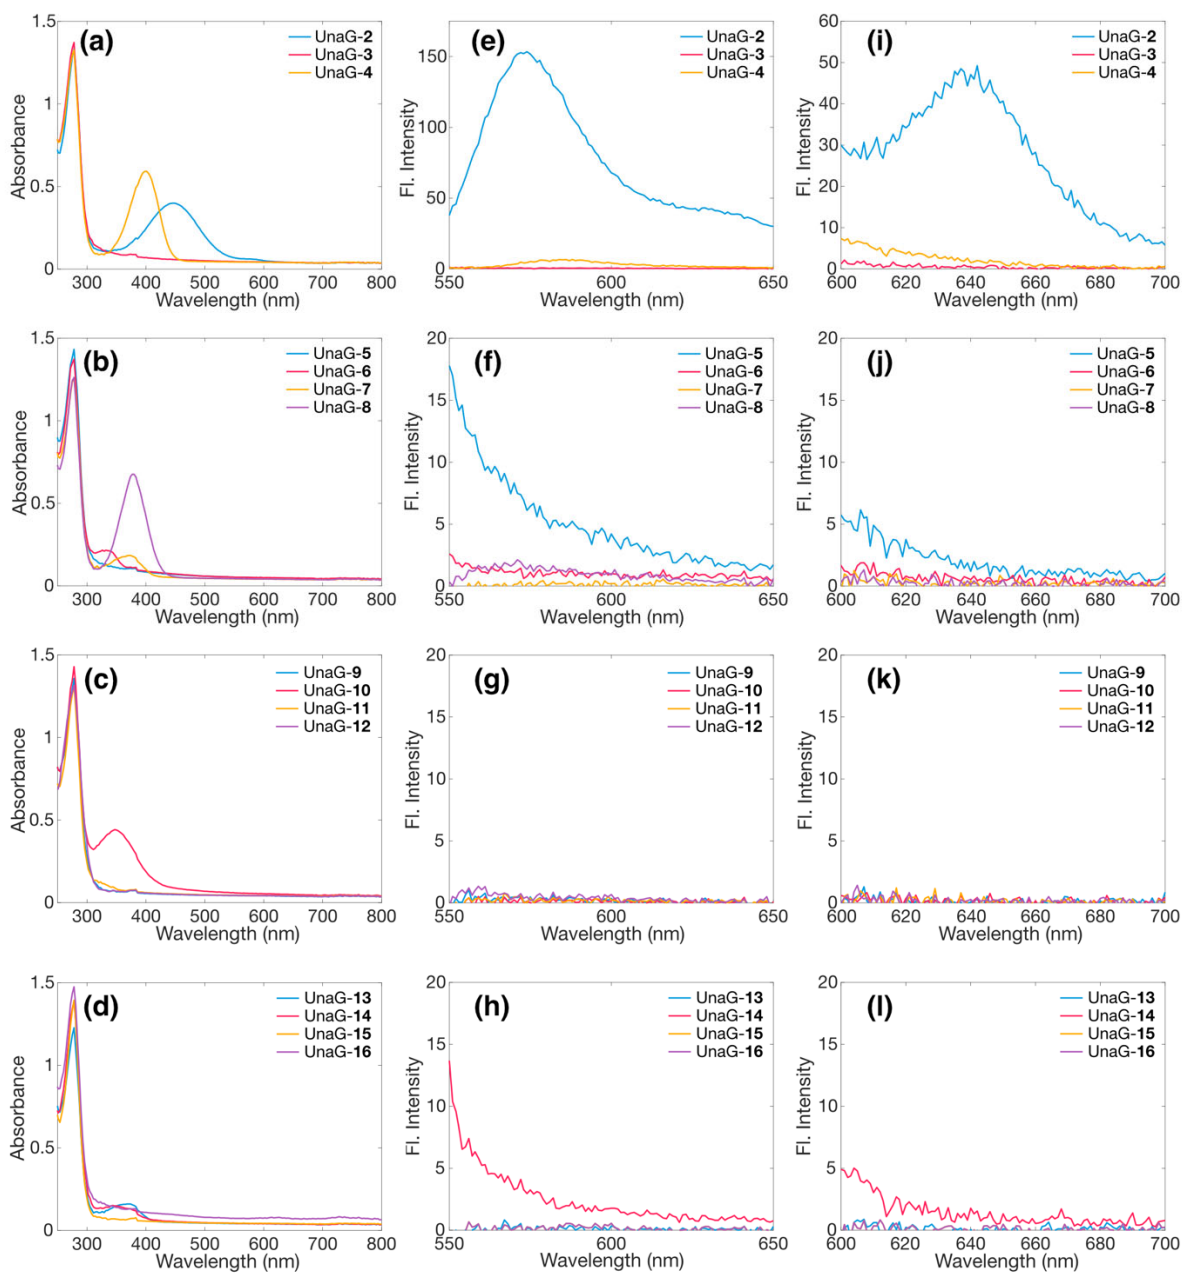 (a)
UnaG-2
UnaG-3
UnaG-4
1.5
1
0.5
0
Absorbance
300 400 500 600 700 800
Wavelength (nm)
(e)
UnaG-2
UnaG-3
UnaG-4
150
100
50
0
Fl. Intensity
550 600 650
Wavelength (nm)
(i)
UnaG-2
UnaG-3
UnaG-4
60
50
40
30
20
10
0
Fl. Intensity
600 620 640 660 680 700
Wavelength (nm)
(b)
UnaG-5
UnaG-6
UnaG-7
UnaG-8
1.5
1
0.5
0
Absorbance
300 400 500 600 700 800
Wavelength (nm)
(f)
UnaG-5
UnaG-6
UnaG-7
UnaG-8
20
15
10
5
0
Fl. Intensity
550 600 650
Wavelength (nm)
(j)
UnaG-5
UnaG-6
UnaG-7
UnaG-8
20
15
10
5
0
Fl. Intensity
600 620 640 660 680 700
Wavelength (nm)
(c)
UnaG-9
UnaG-10
UnaG-11
UnaG-12
1.5
1
0.5
0
Absorbance
300 400 500 600 700 800
Wavelength (nm)
(g)
UnaG-9
UnaG-10
UnaG-11
UnaG-12
20
15
10
5
0
Fl. Intensity
550 600 650
Wavelength (nm)
(k)
UnaG-9
UnaG-10
UnaG-11
UnaG-12
20
15
10
5
0
Fl. Intensity
600 620 640 660 680 700
Wavelength (nm)
(d)
UnaG-13
UnaG-14
UnaG-15
UnaG-16
1.5
1
0.5
0
Absorbance
300 400 500 600 700 800
Wavelength (nm)
(h)
UnaG-13
UnaG-14
UnaG-15
UnaG-16
20
15
10
5
0
Fl. Intensity
550 600 650
Wavelength (nm)
(l)
UnaG-13
UnaG-14
UnaG-15
UnaG-16
20
15
10
5
0
Fl. Intensity
600 620 640 660 680 700
Wavelength (nm)